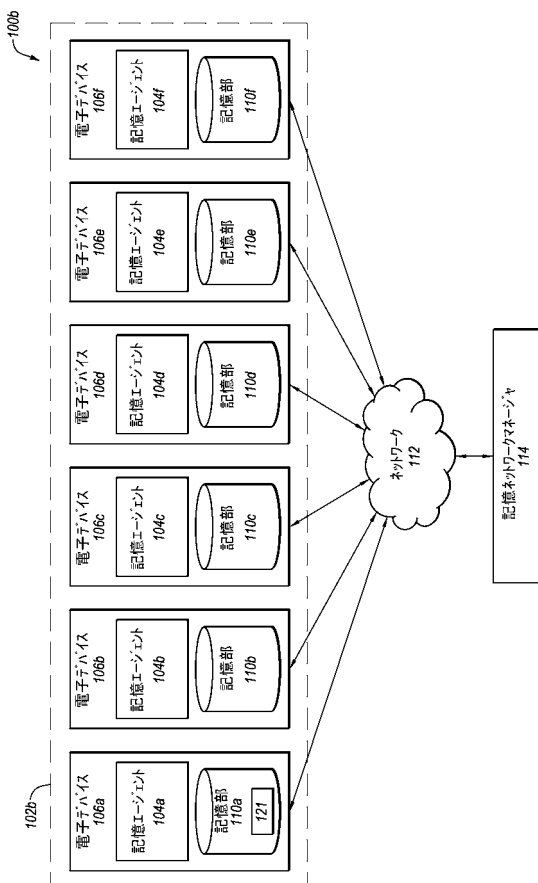 100b
102b
電子デバイス
106a
記憶エージェント
104a
記憶部
110a
121
電子デバイス
106b
記憶エージェント
104b
記憶部
110b
電子デバイス
106c
記憶エージェント
104c
記憶部
110c
電子デバイス
106d
記憶エージェント
104d
記憶部
110d
電子デバイス
106e
記憶エージェント
104e
記憶部
110e
電子デバイス
106f
記憶エージェント
104f
記憶部
110f
ネットワーク
112
記憶ネットワークマネージャ
114